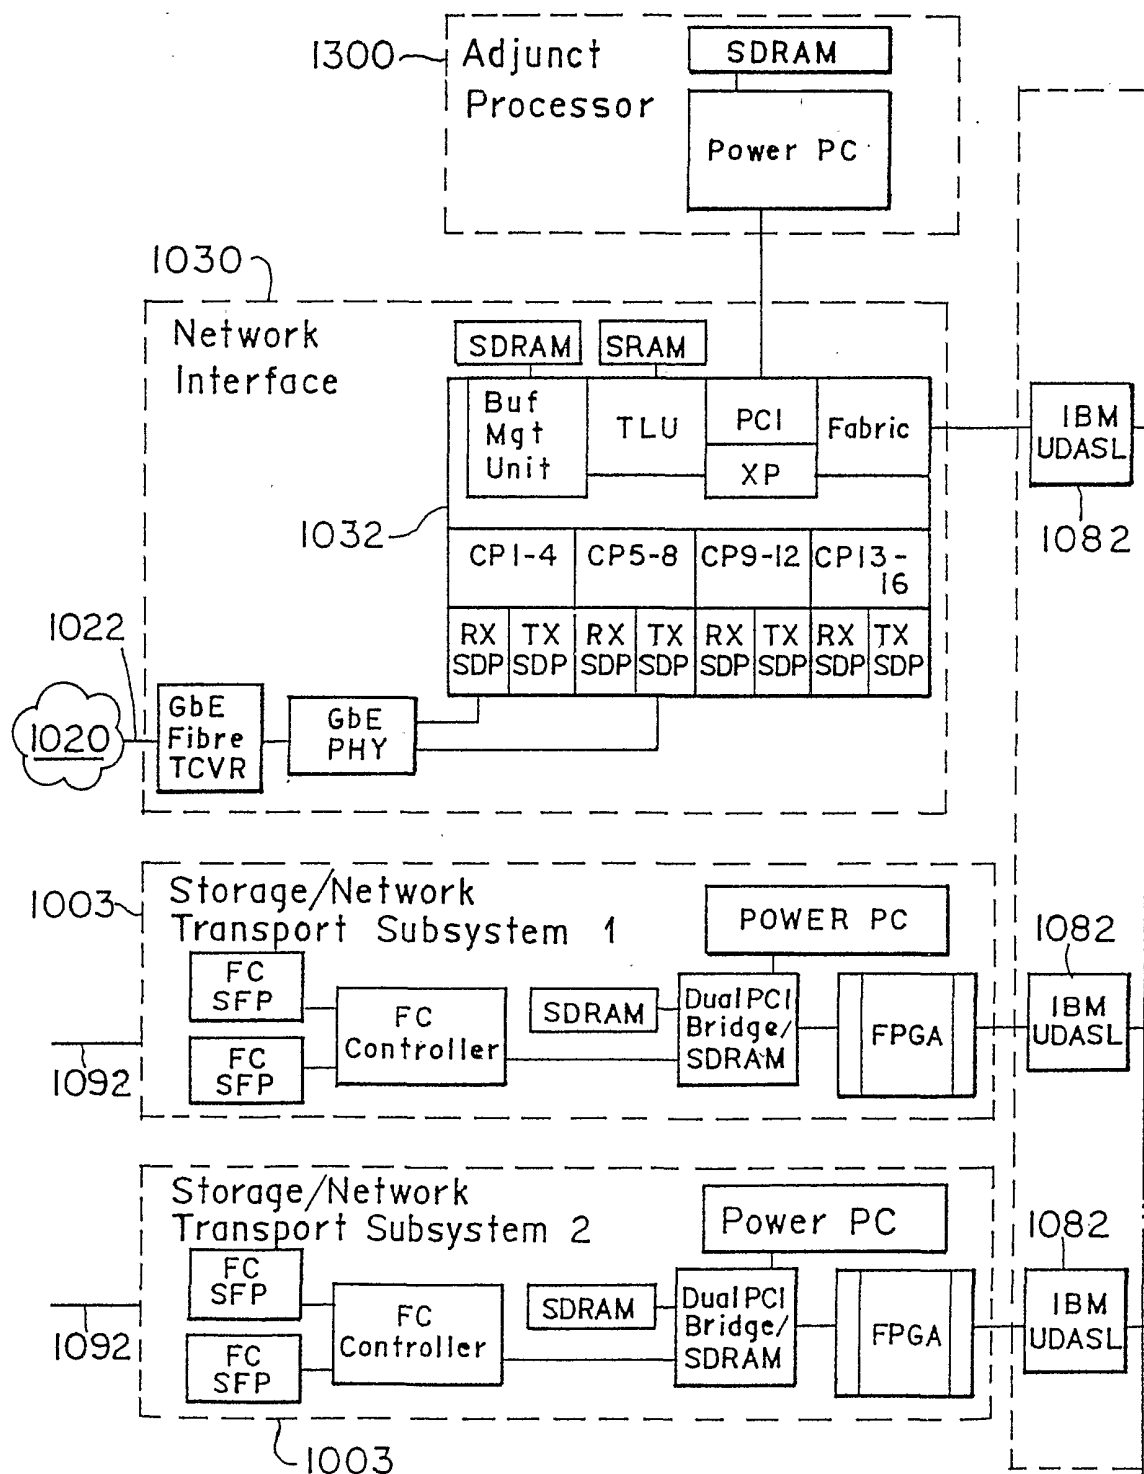 1300
Adjunct
Processor
SDRAM
Power PC
1030
Network
Interface
SDRAM
SRAM
Buf
Mgt
Unit
TLU
PCI
XP
Fabric
IBM
UDASL
1082
1032
CP1-4
CP5-8
CP9-12
CP13-
16
RX
SDP
TX
SDP
RX
SDP
TX
SDP
RX
SDP
TX
SDP
RX
SDP
TX
SDP
1022
1020
GbE
Fibre
TCVR
GbE
PHY
1003
Storage/Network
Transport Subsystem 1
POWER PC
FC
SFP
FC
SFP
FC
Controller
SDRAM
Dual PCI
Bridge/
SDRAM
FPGA
1082
IBM
UDASL
1092
Storage/Network
Transport Subsystem 2
Power PC
FC
SFP
FC
SFP
FC
Controller
SDRAM
Dual PCI
Bridge/
SDRAM
FPGA
1082
IBM
UDASL
1092
1003